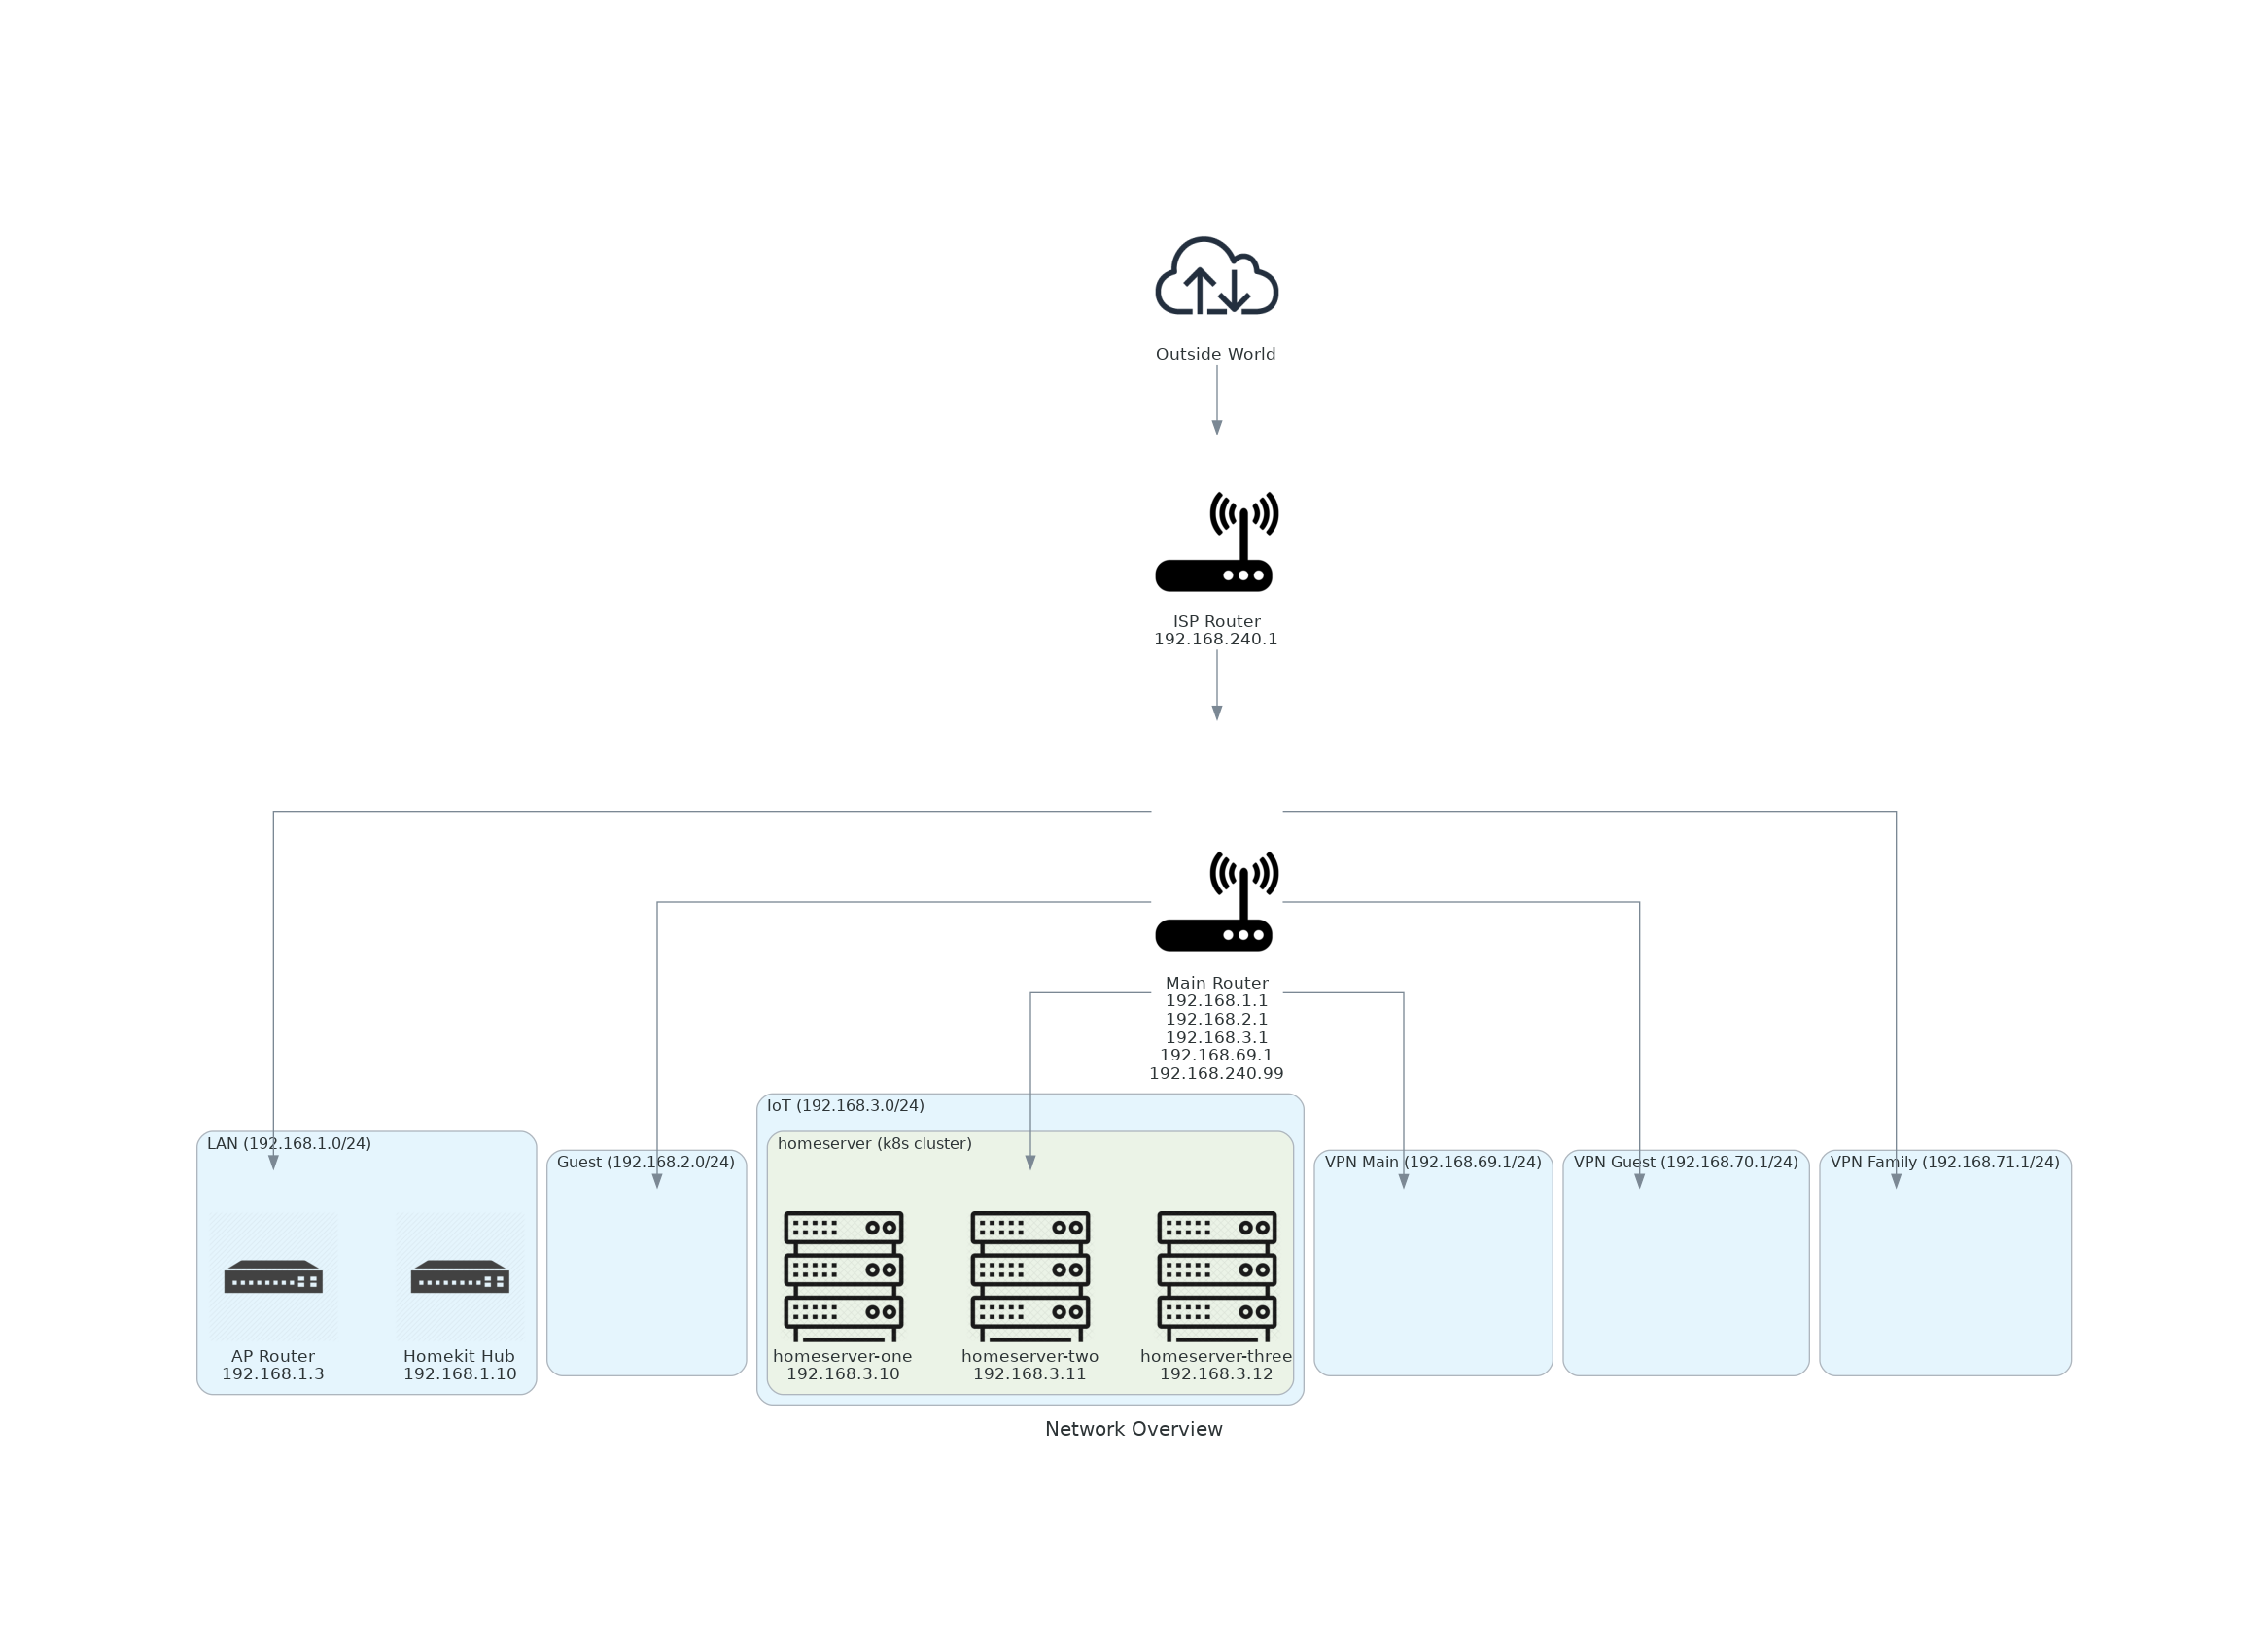 Outside World
ISP Router
192.168.240.1
Main Router
192.168.1.1
192.168.2.1
192.168.3.1
192.168.69.1
192.168.240.99
LAN (192.168.1.0/24)
AP Router
192.168.1.3
Homekit Hub
192.168.1.10
Guest (192.168.2.0/24)
IoT (192.168.3.0/24)
homeserver (k8s cluster)
homeserver-one
192.168.3.10
homeserver-two
192.168.3.11
homeserver-three
192.168.3.12
VPN Main (192.168.69.1/24)
VPN Guest (192.168.70.1/24)
VPN Family (192.168.71.1/24)
Network Overview